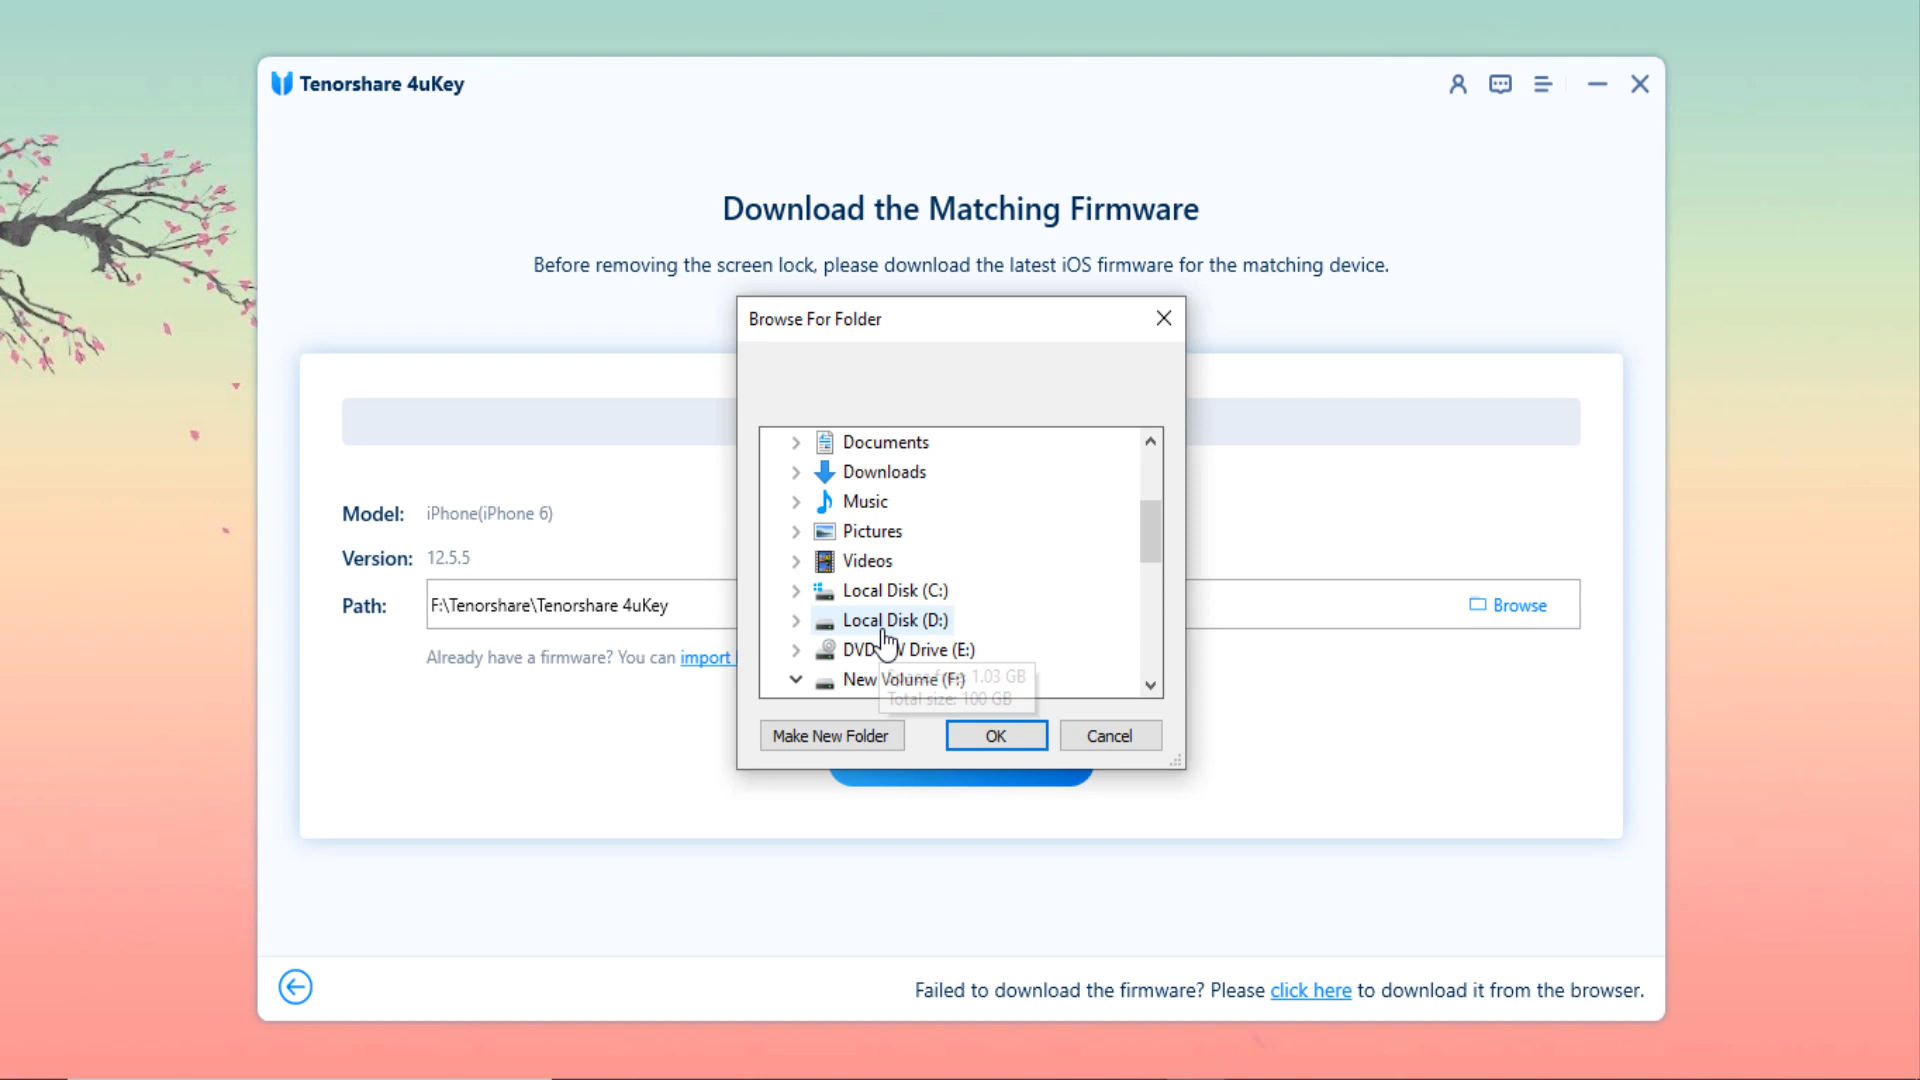 Tenorshare 4uKey
Download the Matching Firmware
Before removing the screen lock, please download the latest iOS firmware for the matching device.
Browse For Folder
Documents
Downloads
Music
Pictures
Videos
Local Disk (C:)
Local Disk (D:)
Drive (E:)
New Volume (F:)
1.03 GB
Total size: 100 GB
Make New Folder
OK
Cancel
Model: iPhone(iPhone 6)
Version: 12.5.5
Path: F:\Tenorshare\Tenorshare 4uKey
Browse
Already have a firmware? You can import
Failed to download the firmware? Please click here to download it from the browser.